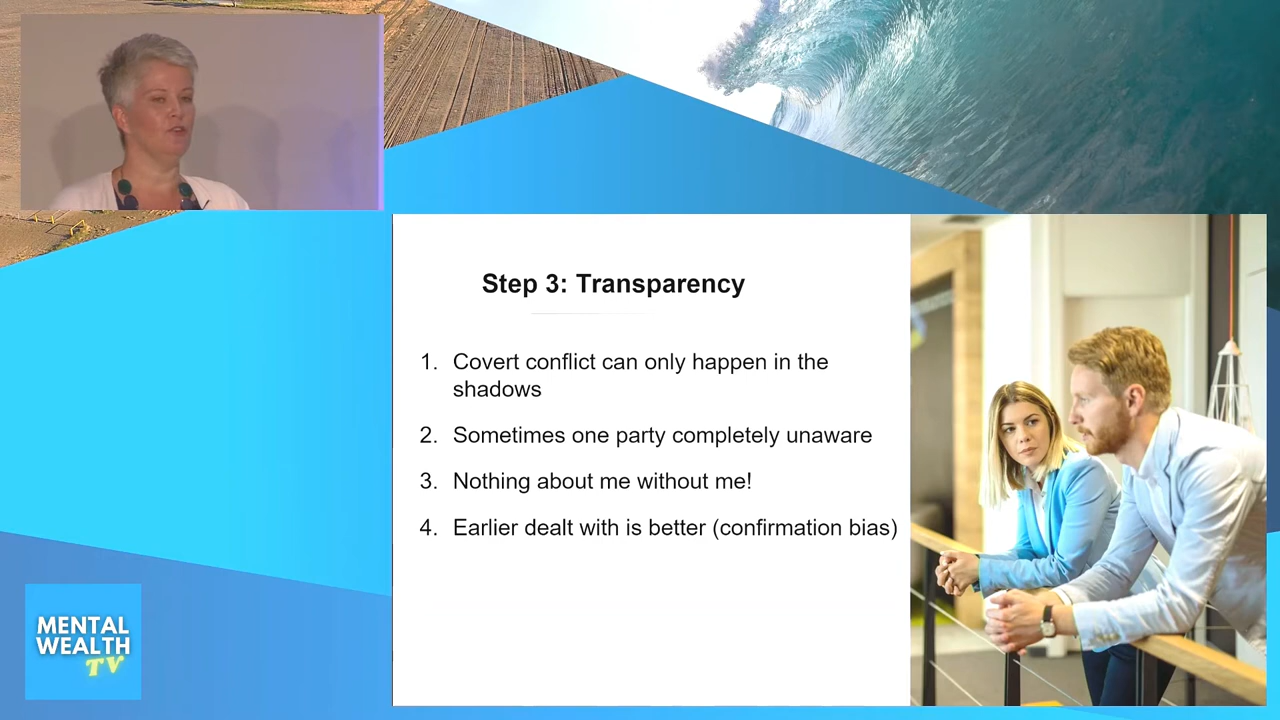 Step 3: Transparency
1. Covert conflict can only happen in the
shadows
2. Sometimes one party completely unaware
3. Nothing about me without me!
4. Earlier dealt with is better (confirmation bias)
MENTAL
WEALTH
TV